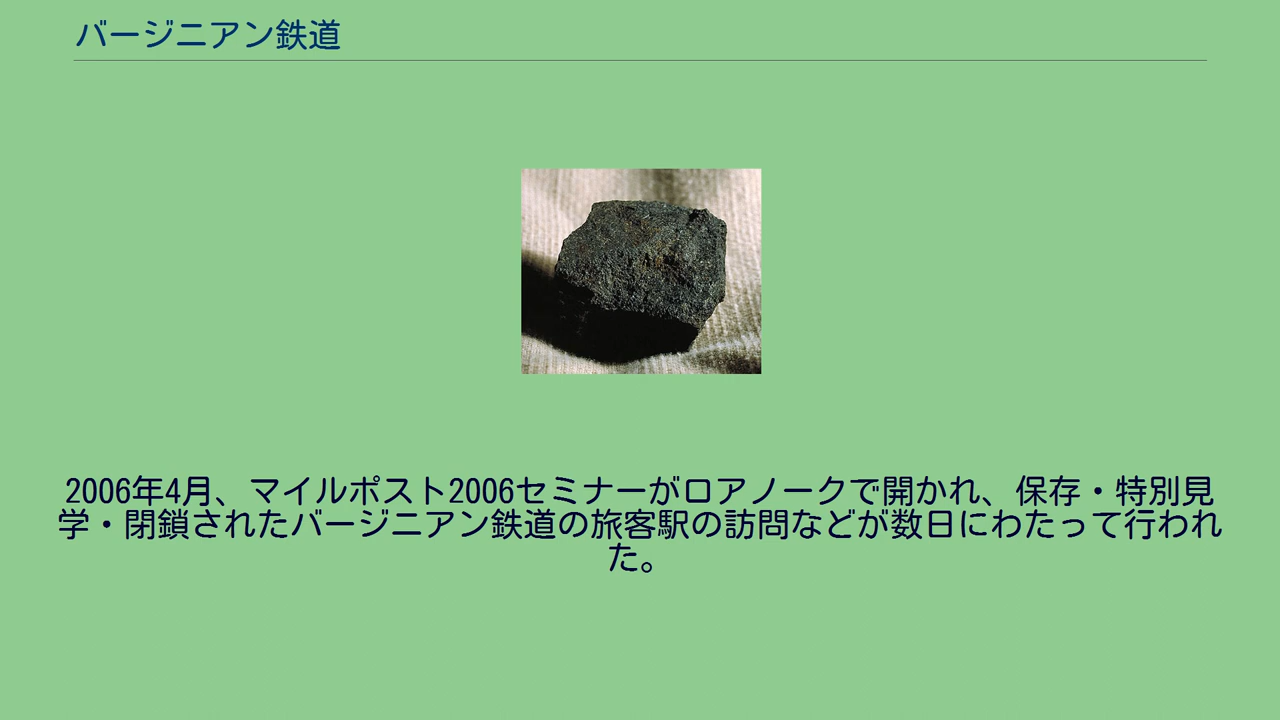 バージニアン鉄道
2006年4月、マイルポスト2006セミナーがロアノークで開かれ、保存・特別見
学・閉鎖されたバージニアン鉄道の旅客駅の訪問などが数日にわたって行われ
た。